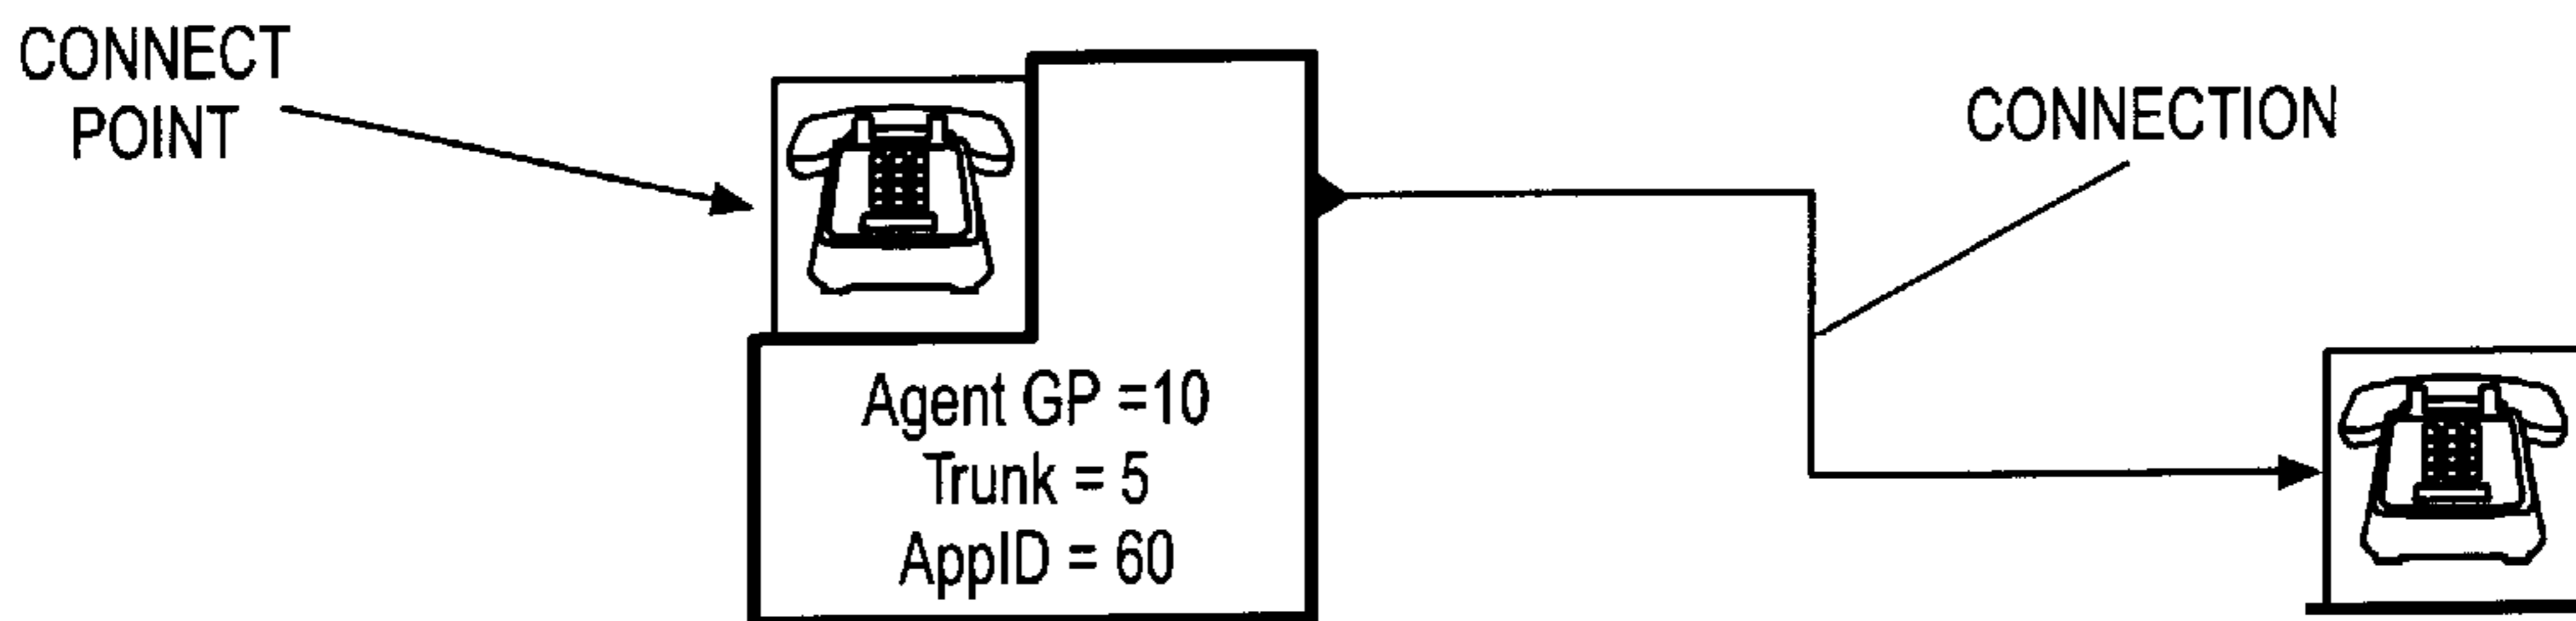 CONNECT
POINT
CONNECTION
Agent GP =10
Trunk = 5
AppID = 60